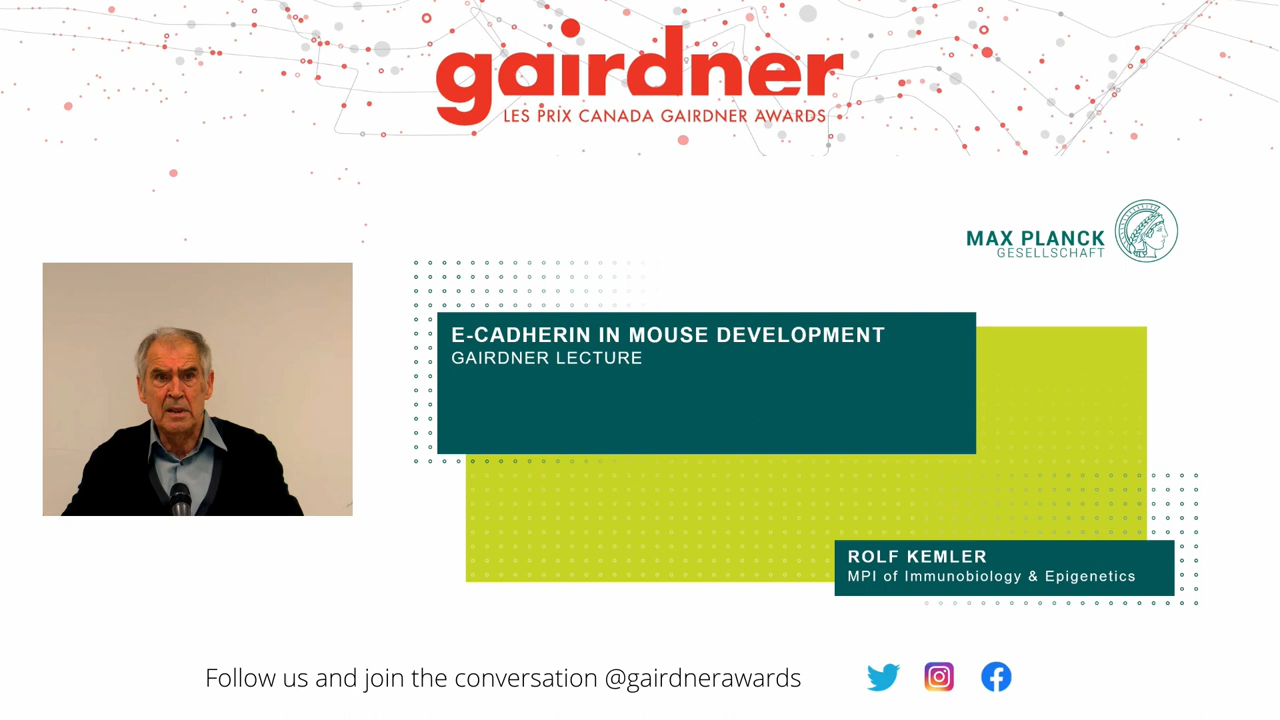 gairdner
LES PRIX CANADA GAIRDNER AWARDS
MAX PLANCK
GESELLSCHAFT
E-CADHERIN IN MOUSE DEVELOPMENT
GAIRDNER LECTURE
ROLF KEMLER
MPI of Immunobiology & Epigenetics
Follow us and join the conversation @gairdnerawards